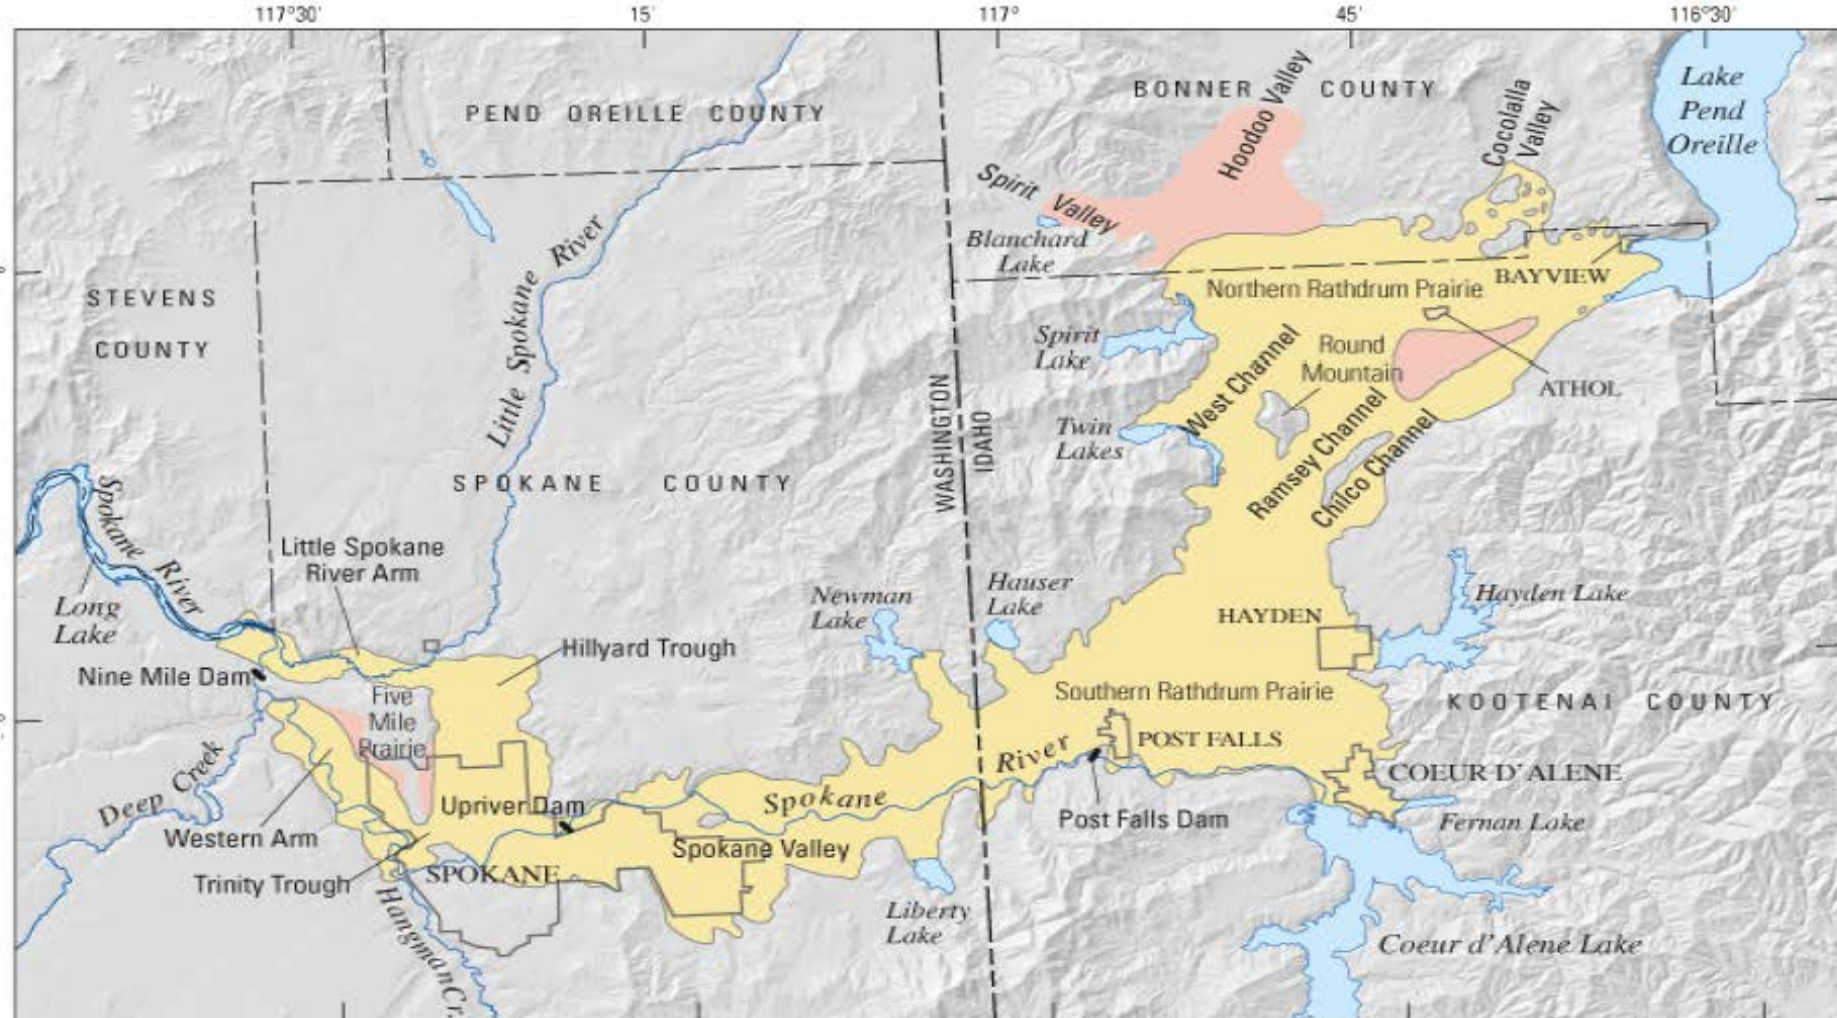 117°30'
15'
117°
45'
116°30'
PEND OREILLE COUNTY
BONNER COUNTY
Hoodoo Valley
Cocolalla
Valley
Lake
Pend
Oreille
Spirit Valley
Blanchard
Lake
Little Spokane River
STEVENS
COUNTY
Northern Rathdrum Prairie
BAYVIEW
Spirit
Lake
West Channel
Round
Mountain
ATHOL
WASHINGTON
IDAHO
Twin
Lakes
Ramsey Channel
Chilco Channel
SPOKANE COUNTY
Spokane River
Little Spokane
River Arm
Long
Lake
Newman
Lake
Hauser
Lake
HAYDEN
Hayden Lake
Hillyard Trough
Nine Mile Dam
Five
Mile
Prairie
Southern Rathdrum Prairie
KOOTENAI COUNTY
POST FALLS
Spokane River
COEUR D'ALENE
Deep Creek
Upriver Dam
Post Falls Dam
Fernan Lake
Western Arm
Spokane Valley
Trinity Trough
SPOKANE
Hangman Cr.
Liberty
Lake
Coeur d'Alene Lake